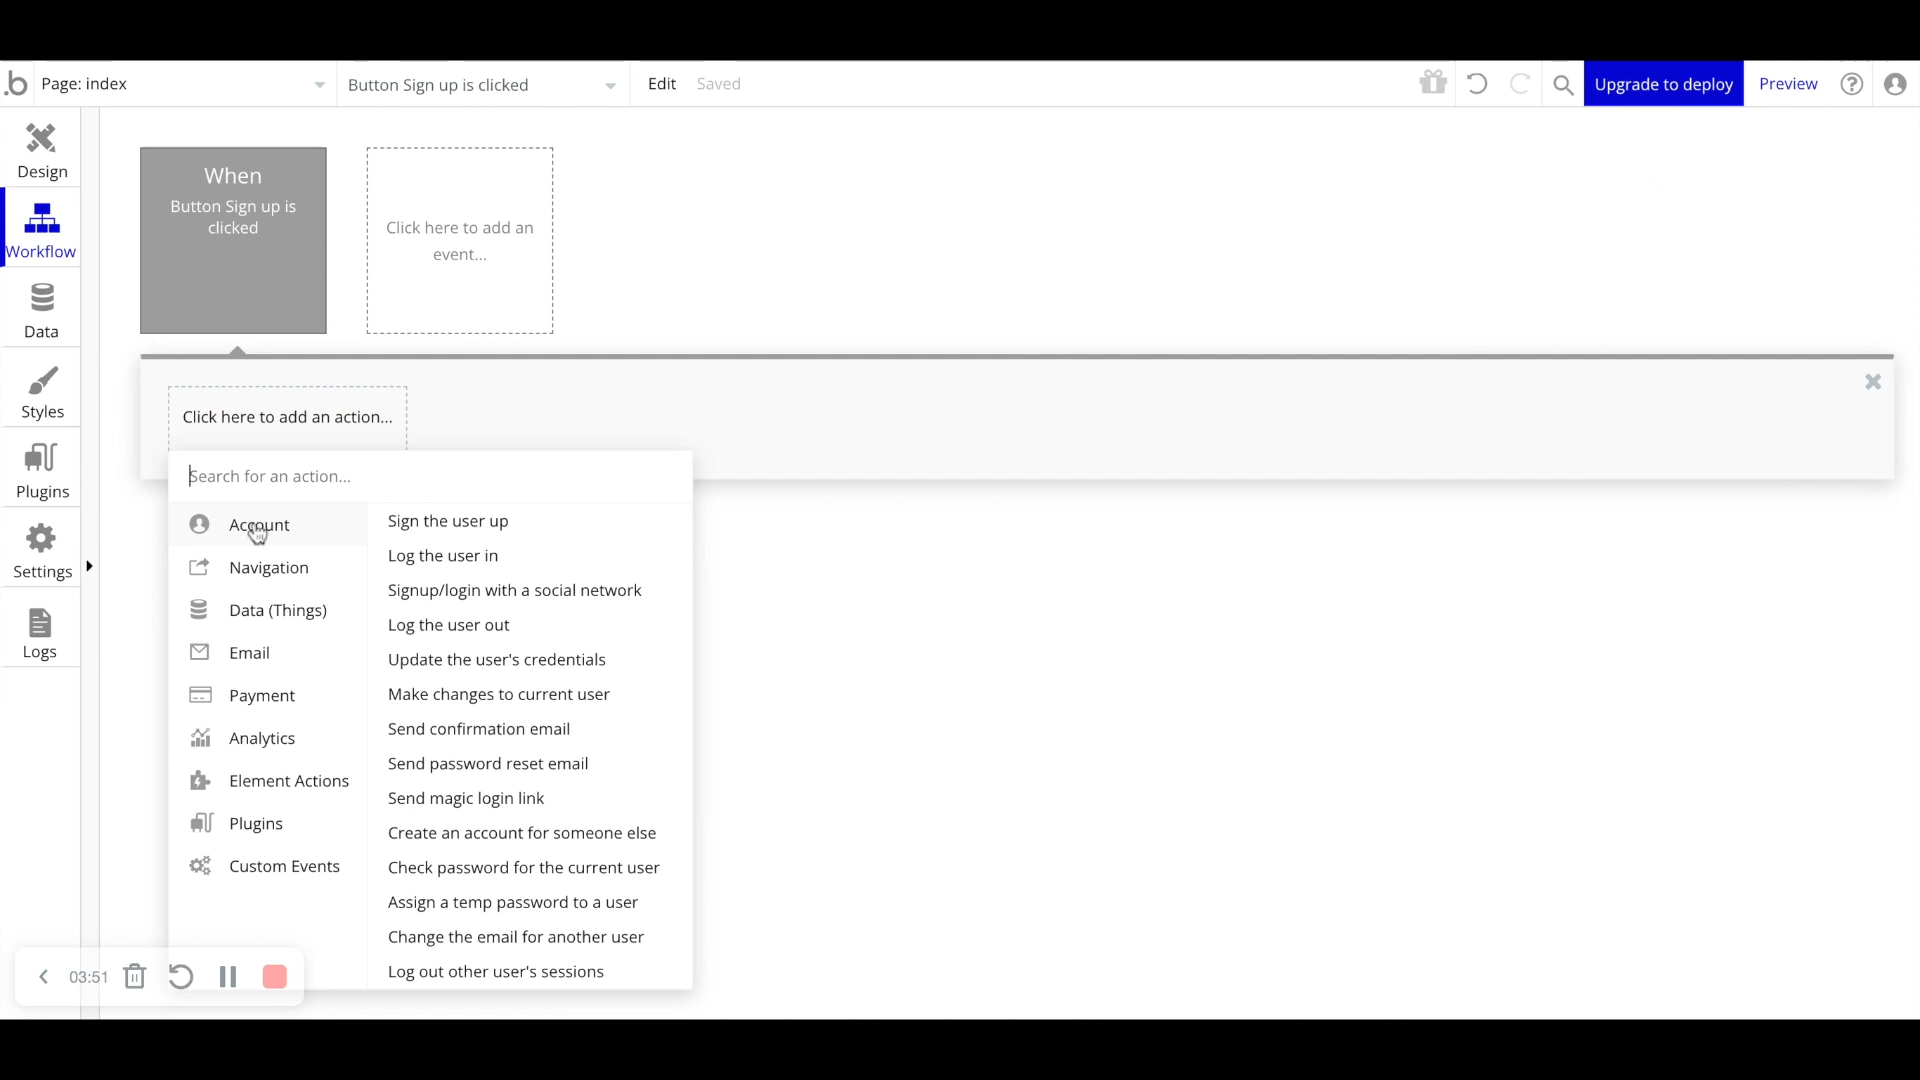 .b
Page: index
Button Sign up is clicked
Edit
Saved
Upgrade to deploy
Preview
Design
Workflow
Data
Styles
Plugins
Settings
Logs
When
Button Sign up is
clicked
Click here to add an
event...
Click here to add an action...
Search for an action...
Account
Navigation
Data (Things)
Email
Payment
Analytics
Element Actions
Plugins
Custom Events
Sign the user up
Log the user in
Signup/login with a social network
Log the user out
Update the user's credentials
Make changes to current user
Send confirmation email
Send password reset email
Send magic login link
Create an account for someone else
Check password for the current user
Assign a temp password to a user
Change the email for another user
Log out other user's sessions
03:51